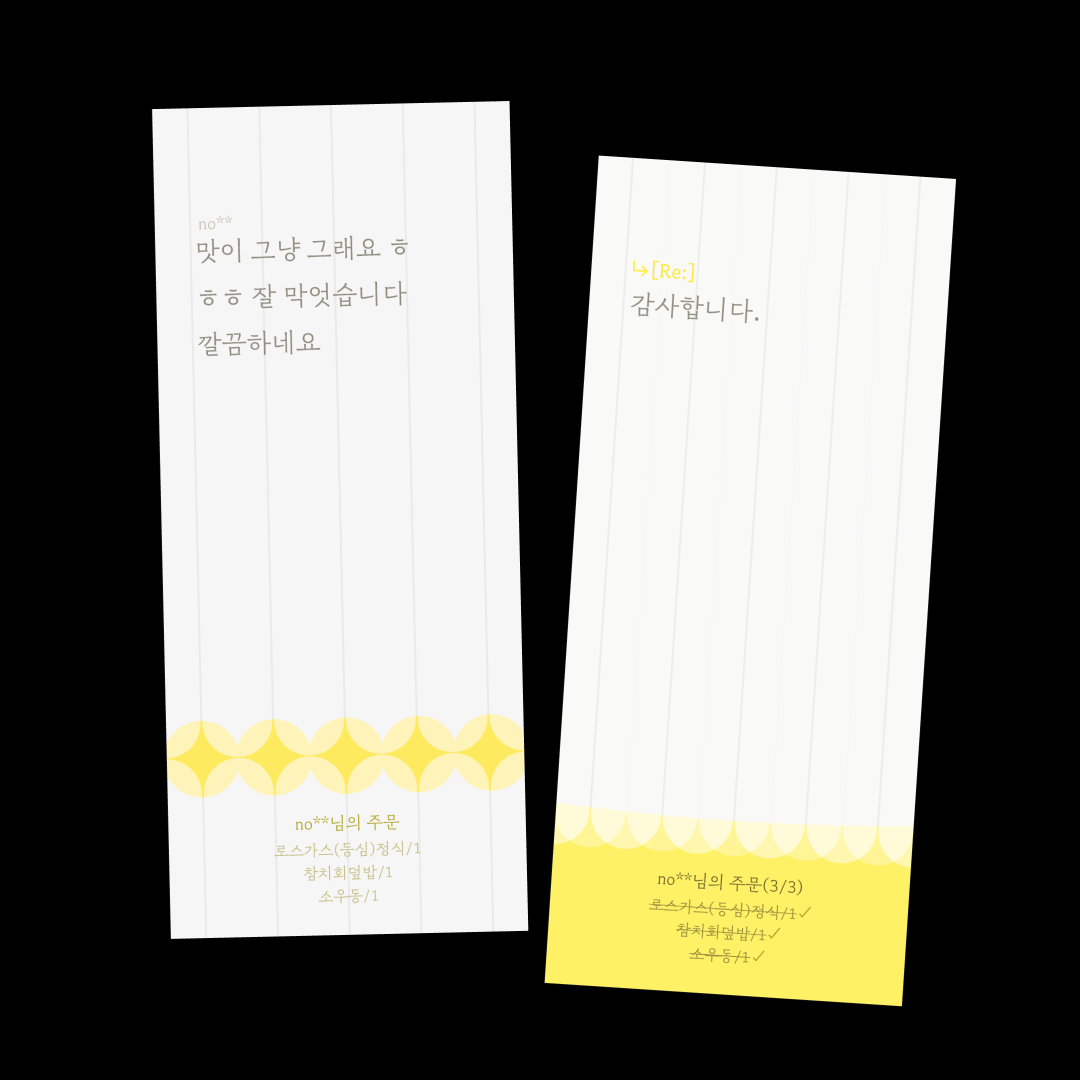 no**
맛이 그냥 그래요 ㅎ
ㅎㅎ 잘 막엇습니다
깔끔하네요
no**님의 주문
로스가스(등심)정식/1
참치회덮밥/1
소우동/1
↳[Re:]
감사합니다.
no**님의 주문(3/3)
로스가스(등심)정식/1✓
참치회덮밥/1✓
소우동/1✓